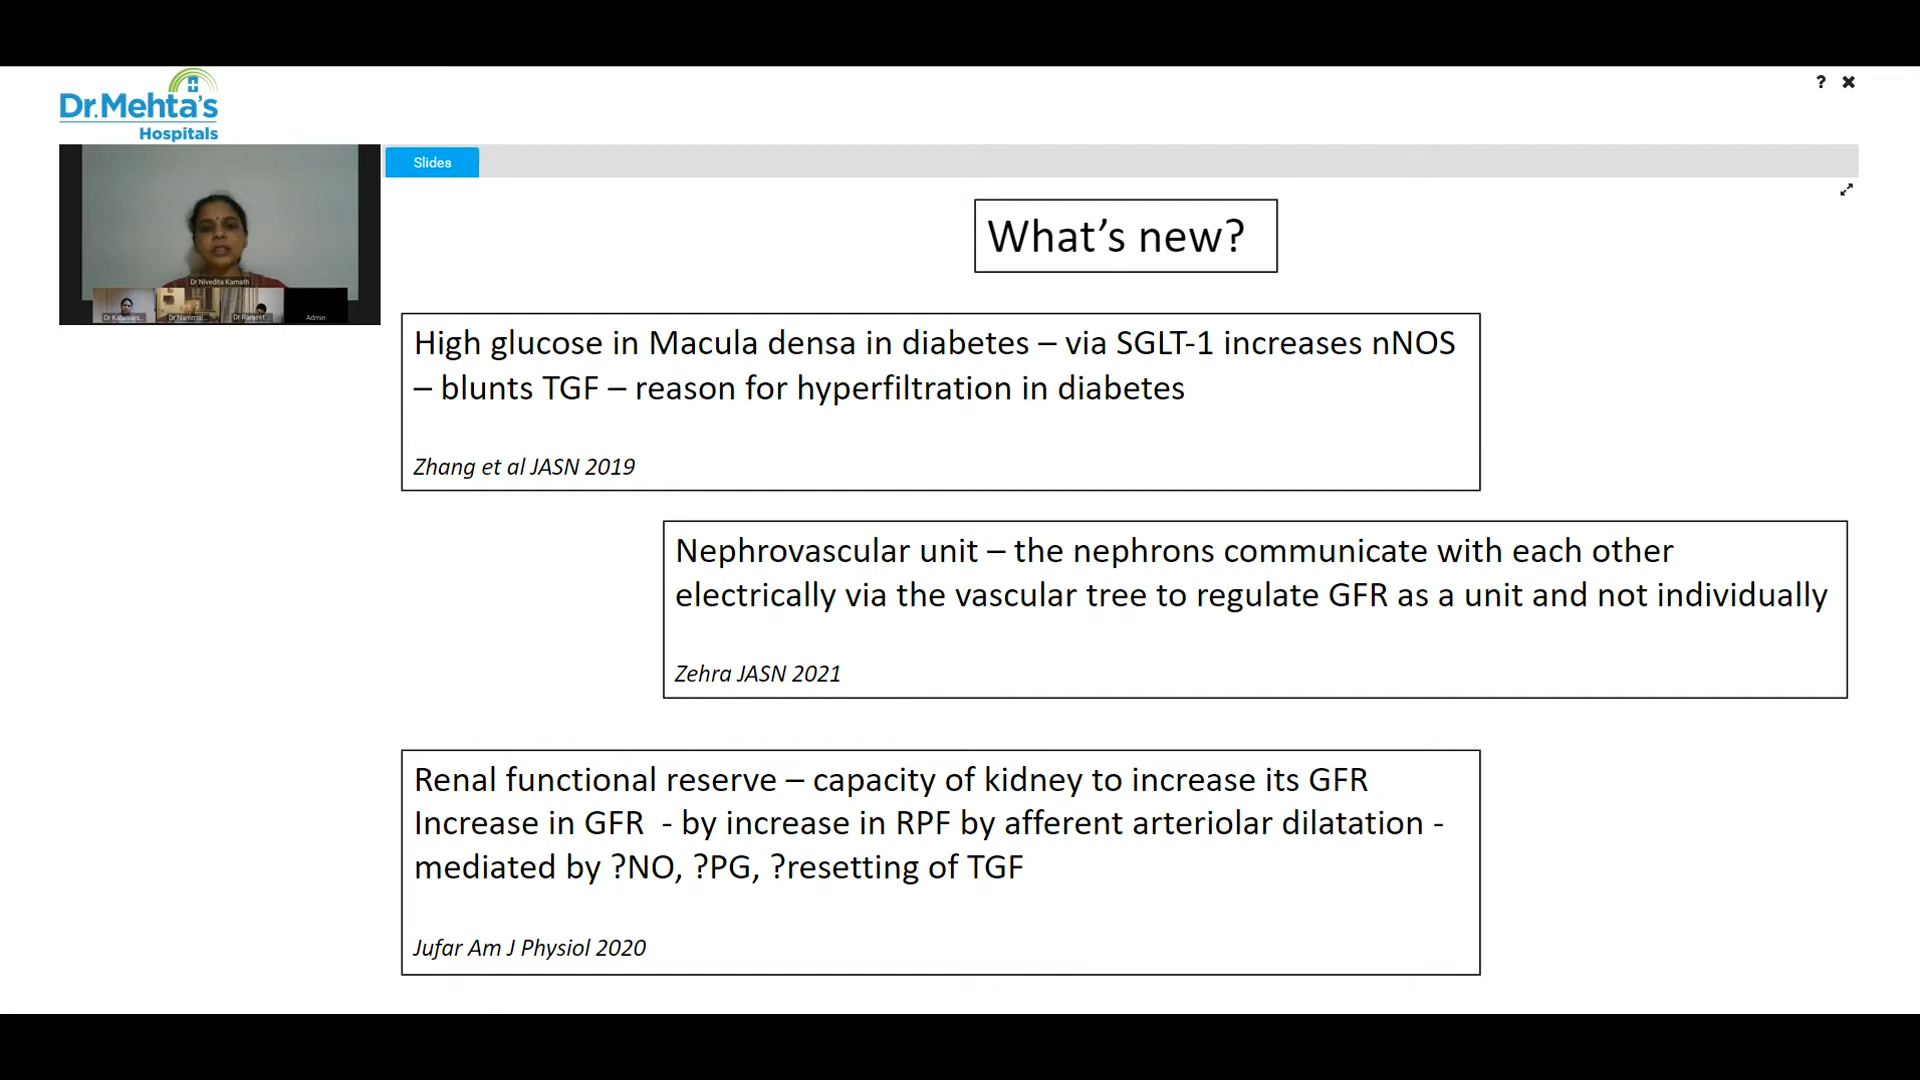 Dr.Mehta's
Hospitals
? ✖
Slides
Dr Nivedita Kamath
Admin
What's new?
High glucose in Macula densa in diabetes – via SGLT-1 increases nNOS
– blunts TGF – reason for hyperfiltration in diabetes
Zhang et al JASN 2019
Nephrovascular unit – the nephrons communicate with each other
electrically via the vascular tree to regulate GFR as a unit and not individually
Zehra JASN 2021
Renal functional reserve – capacity of kidney to increase its GFR
Increase in GFR - by increase in RPF by afferent arteriolar dilatation -
mediated by ?NO, ?PG, ?resetting of TGF
Jufar Am J Physiol 2020